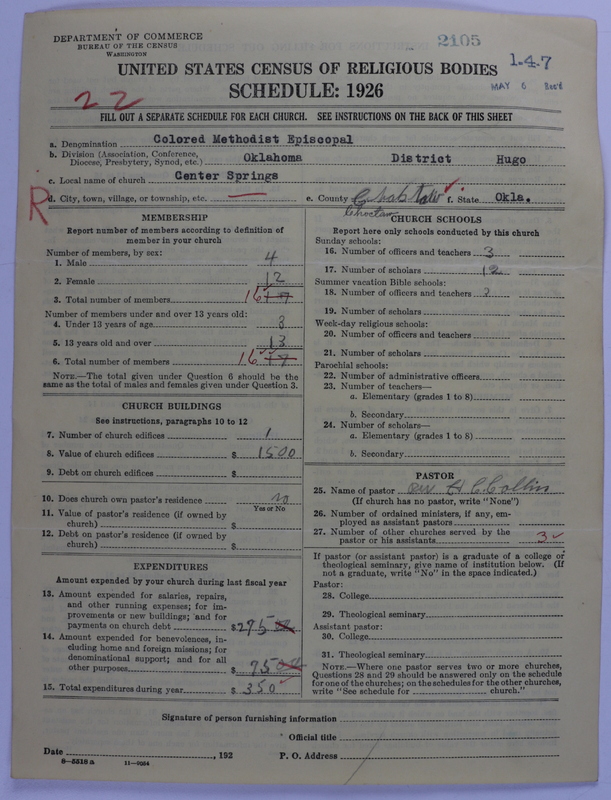 DEPARTMENT OF COMMERCE
BUREAU OF THE CENSUS
WASHINGTON
2105
1-4-7
MAY 6 Rec'd
UNITED STATES CENSUS OF RELIGIOUS BODIES
SCHEDULE: 1926
22
FILL OUT A SEPARATE SCHEDULE FOR EACH CHURCH. SEE INSTRUCTIONS ON THE BACK OF THIS SHEET
a. Denomination Colored Methodist Episcopal
b. Division (Association, Conference, Diocese, Presbytery, Synod, etc.) Oklahoma District Hugo
c. Local name of church Center Springs
R
d. City, town, village, or township, etc. — e. County Choctaw f. State Okla.
Choctaw
MEMBERSHIP
Report number of members according to definition of
member in your church
Number of members, by sex:
1. Male 4
2. Female 12
3. Total number of members 16 17
Number of members under and over 13 years old:
4. Under 13 years of age 3
5. 13 years old and over 13
6. Total number of members 16 17
NOTE.—The total given under Question 6 should be the
same as the total of males and females given under Question 3.
CHURCH BUILDINGS
See instructions, paragraphs 10 to 12
7. Number of church edifices 1
8. Value of church edifices $ 1500
9. Debt on church edifices $
10. Does church own pastor's residence no
Yes or No
11. Value of pastor's residence (if owned by
church) $
12. Debt on pastor's residence (if owned by
church) $
EXPENDITURES
Amount expended by your church during last fiscal year
13. Amount expended for salaries, repairs,
and other running expenses; for im-
provements or new buildings; and for
payments on church debt $ 275
14. Amount expended for benevolences, in-
cluding home and foreign missions; for
denominational support; and for all
other purposes $ 75
15. Total expenditures during year $ 350
CHURCH SCHOOLS
Report here only schools conducted by this church
Sunday schools:
16. Number of officers and teachers 3
17. Number of scholars 12
Summer vacation Bible schools:
18. Number of officers and teachers
19. Number of scholars
Week-day religious schools:
20. Number of officers and teachers
21. Number of scholars
Parochial schools:
22. Number of administrative officers
23. Number of teachers—
a. Elementary (grades 1 to 8)
b. Secondary
24. Number of scholars—
a. Elementary (grades 1 to 8)
b. Secondary
PASTOR
25. Name of pastor H C Collin
(If church has no pastor, write "None")
26. Number of ordained ministers, if any, em-
ployed as assistant pastors
27. Number of other churches served by the
pastor or his assistants 3
If pastor (or assistant pastor) is a graduate of a college or
theological seminary, give name of institution below. (If
not a graduate, write "No" in the space indicated.)
Pastor:
28. College
29. Theological seminary
Assistant pastor:
30. College
31. Theological seminary
NOTE.—Where one pastor serves two or more churches,
Questions 28 and 29 should be answered only on the schedule
for one of the churches; on the schedules for the other churches,
write "See schedule for church."
Signature of person furnishing information
Official title
Date , 192
P. O. Address
8-5518 a 11-9054